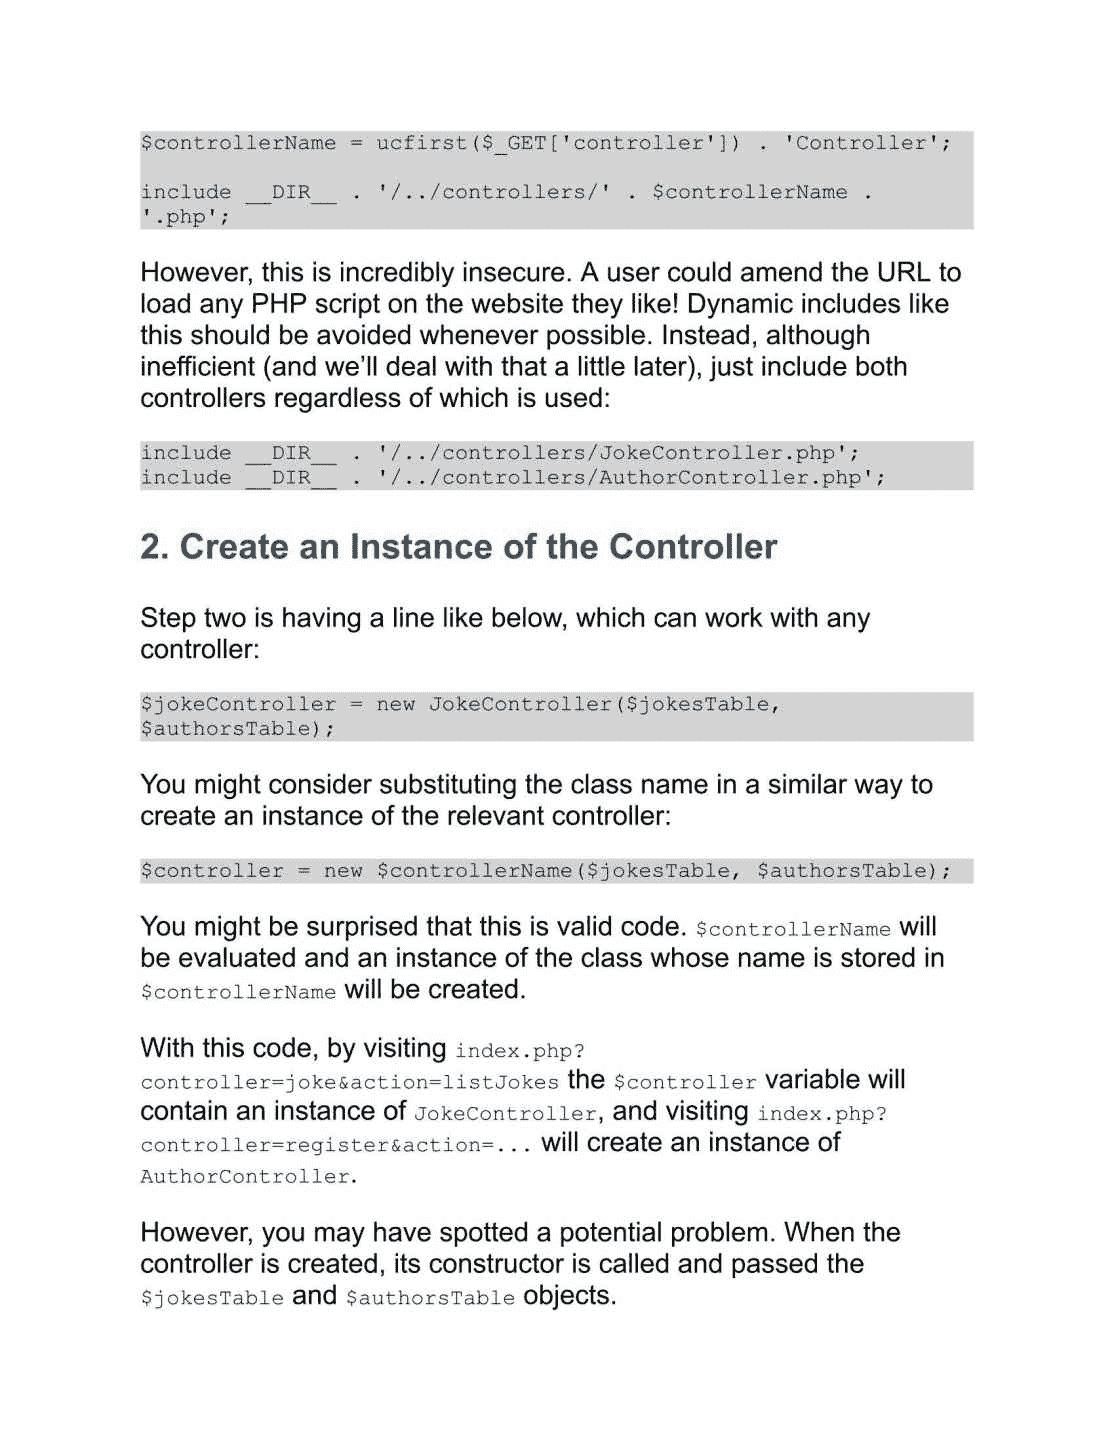 $controllerName = ucfirst($_GET['controller']) . 'Controller';
include __DIR__ . '/../controllers/' . $controllerName .
'.php';
However, this is incredibly insecure. A user could amend the URL to
load any PHP script on the website they like! Dynamic includes like
this should be avoided whenever possible. Instead, although
inefficient (and we’ll deal with that a little later), just include both
controllers regardless of which is used:
include __DIR__ . '/../controllers/JokeController.php';
include __DIR__ . '/../controllers/AuthorController.php';
2. Create an Instance of the Controller
Step two is having a line like below, which can work with any
controller:
$jokeController = new JokeController($jokesTable,
$authorsTable);
You might consider substituting the class name in a similar way to
create an instance of the relevant controller:
$controller = new $controllerName($jokesTable, $authorsTable);
You might be surprised that this is valid code. $controllerName will
be evaluated and an instance of the class whose name is stored in
$controllerName will be created.
With this code, by visiting index.php?
controller=joke&action=listJokes the $controller variable will
contain an instance of JokeController, and visiting index.php?
controller=register&action=... will create an instance of
AuthorController.
However, you may have spotted a potential problem. When the
controller is created, its constructor is called and passed the
$jokesTable and $authorsTable objects.